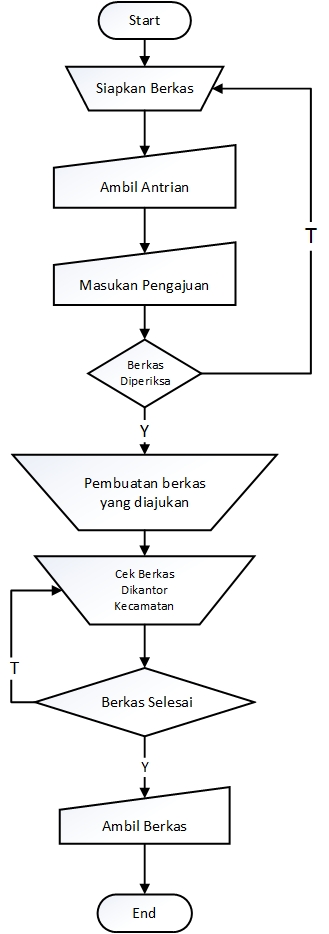 Start
Siapkan Berkas
Ambil Antrian
T
Masukan Pengajuan
Berkas
Diperiksa
Y
Pembuatan berkas
yang diajukan
Cek Berkas
Dikantor
Kecamatan
T
Berkas Selesai
Y
Ambil Berkas
End